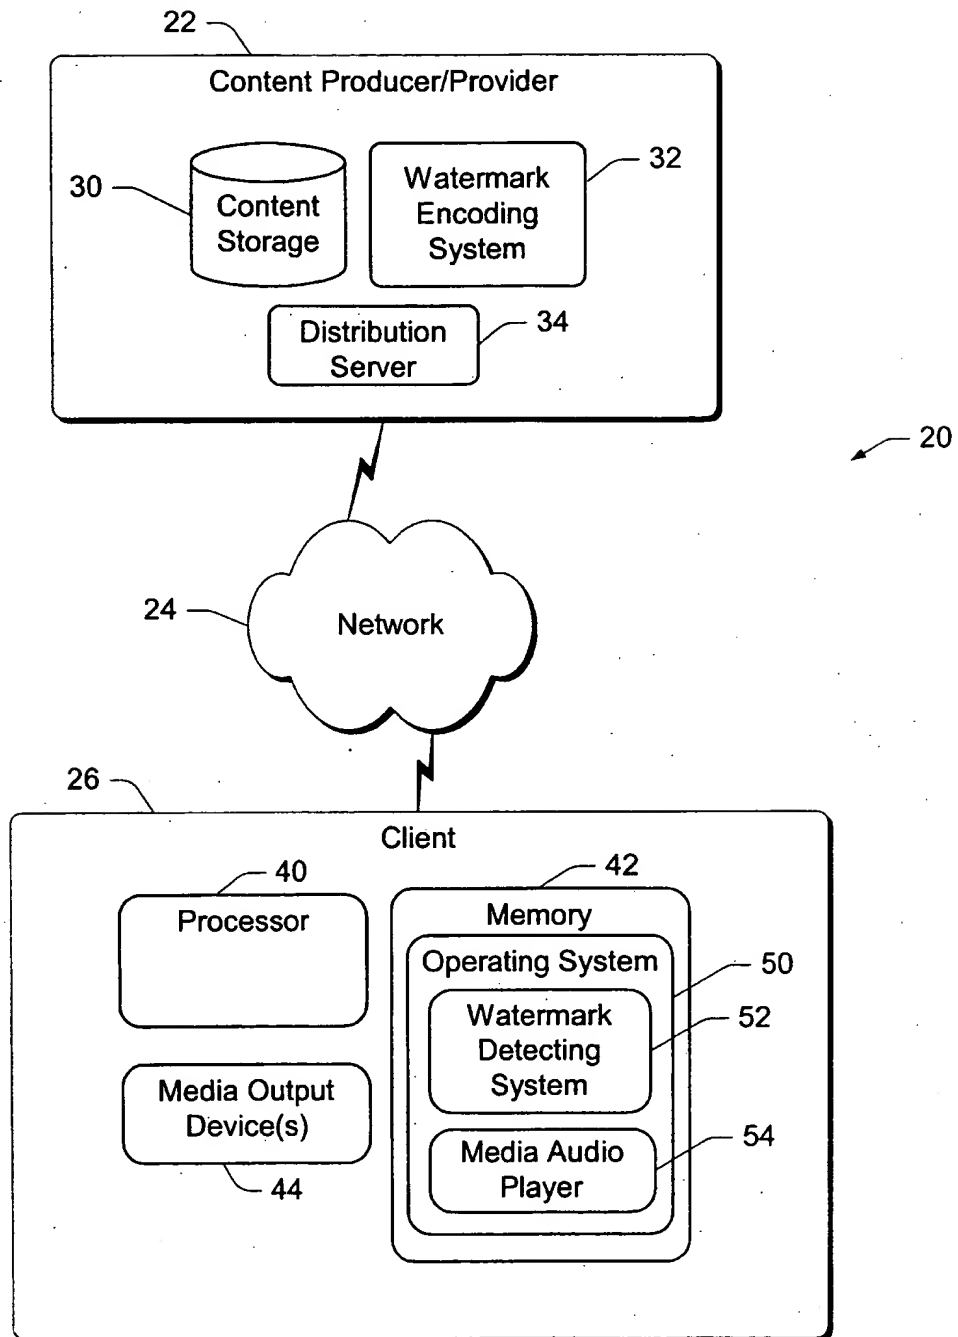 22
Content Producer/Provider
30
Content
Storage
Watermark
Encoding
System
32
Distribution
Server
34
20
24
Network
26
Client
40
Processor
42
Memory
Operating System
50
Watermark
Detecting
System
52
Media Output
Device(s)
44
Media Audio
Player
54